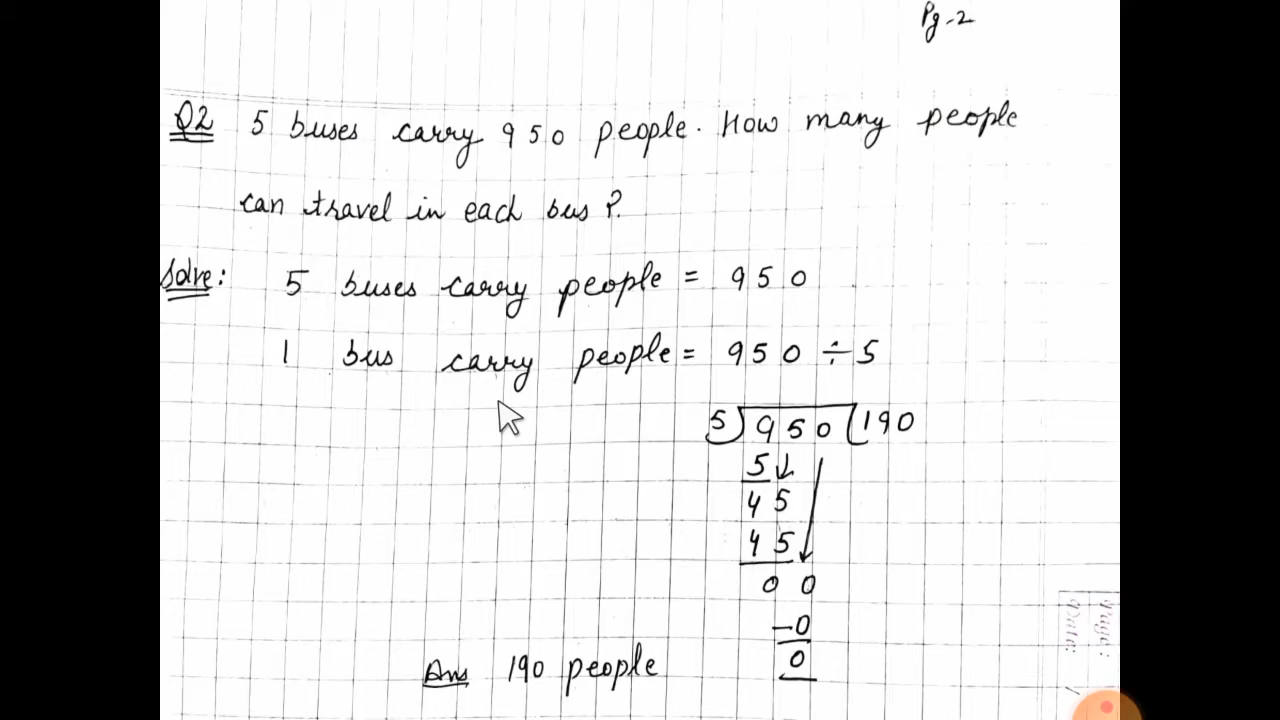 Pg-2
Q2 5 buses carry 950 people. How many people
can travel in each bus ?
Solve: 5 buses carry people = 950
1 bus carry people = 950 ÷ 5
5) 950 (190
5
45
45
00
-0
0
Ans 190 people
Page:
Date: /